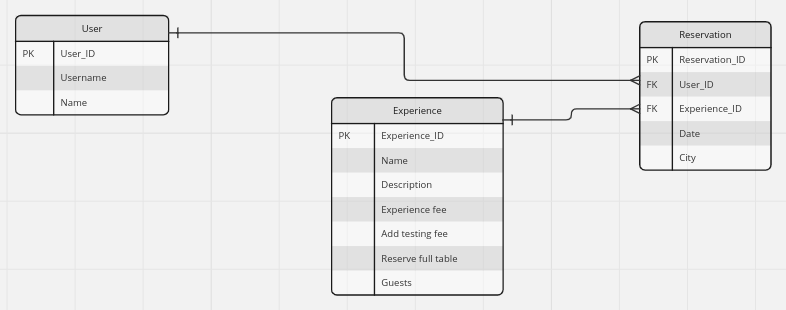 User
PK User_ID
Username
Name
Experience
PK Experience_ID
Name
Description
Experience fee
Add testing fee
Reserve full table
Guests
Reservation
PK Reservation_ID
FK User_ID
FK Experience_ID
Date
City